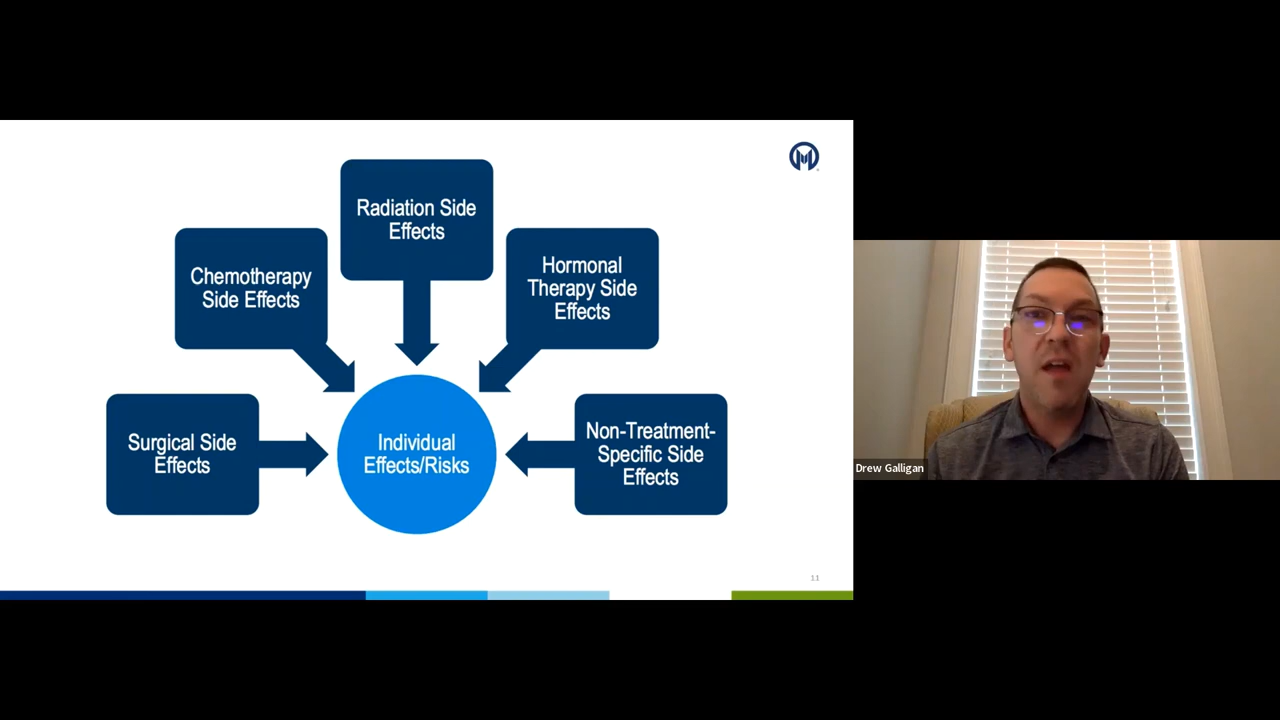 Radiation Side
Effects
Chemotherapy
Side Effects
Hormonal
Therapy Side
Effects
Surgical Side
Effects
Individual
Effects/Risks
Non-Treatment-
Specific Side
Effects
Drew Galligan
11